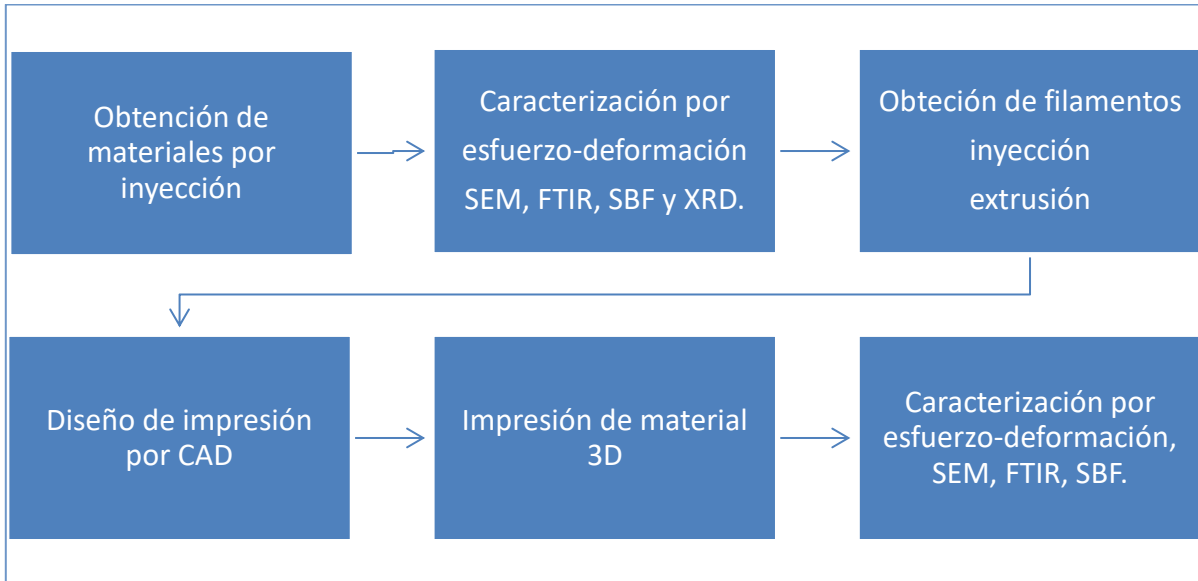 Obtención de
materiales por
inyección
Caracterización por
esfuerzo-deformación
SEM, FTIR, SBF y XRD.
Obteción de filamentos
inyección
extrusión
Diseño de impresión
por CAD
Impresión de material
3D
Caracterización por
esfuerzo-deformación,
SEM, FTIR, SBF.